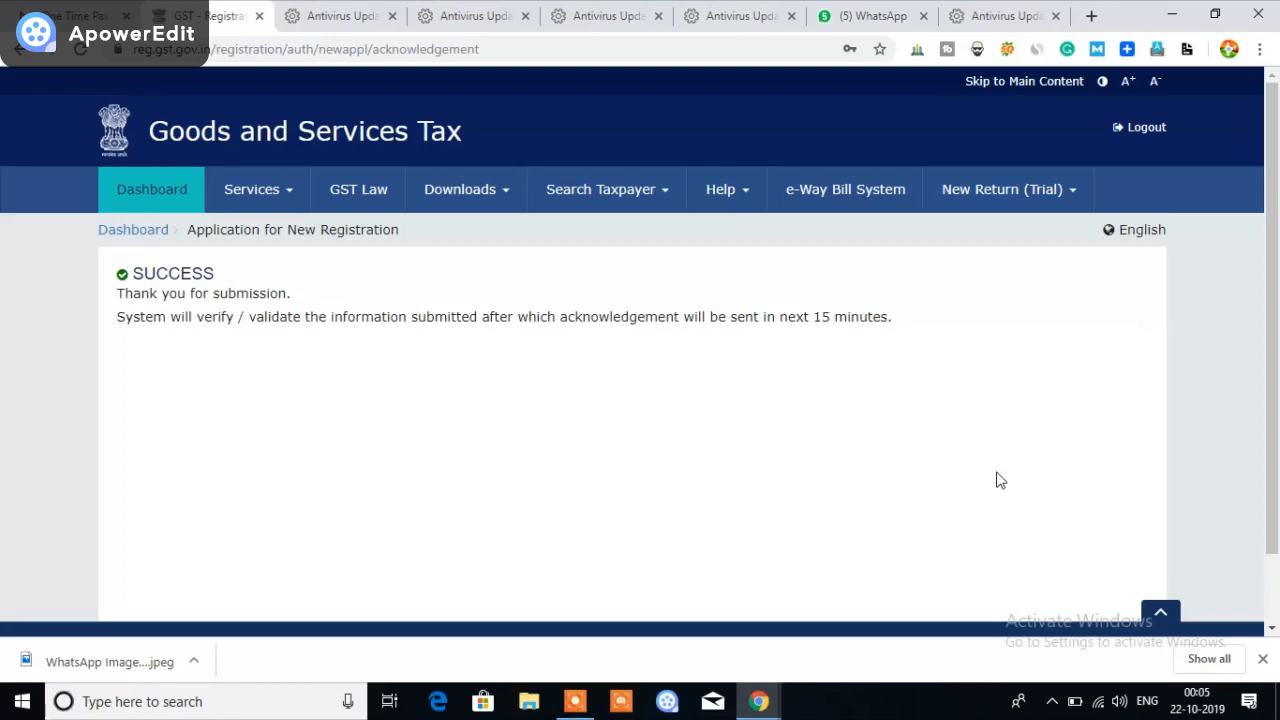 One Time Pas
GST - Registra
Antivirus Upda
Antivirus Upda
Antivirus Upda
Antivirus Upda
(5) WhatsApp
Antivirus Upda
ApowerEdit
reg.gst.gov.in/registration/auth/newappl/acknowledgement
Skip to Main Content A+ A-
Goods and Services Tax
Logout
Dashboard Services GST Law Downloads Search Taxpayer Help e-Way Bill System New Return (Trial)
Dashboard > Application for New Registration
English
SUCCESS
Thank you for submission.
System will verify / validate the information submitted after which acknowledgement will be sent in next 15 minutes.
Activate Windows
Go to Settings to activate Windows.
WhatsApp Image....jpeg
Show all
Type here to search
ENG
00:05
22-10-2019